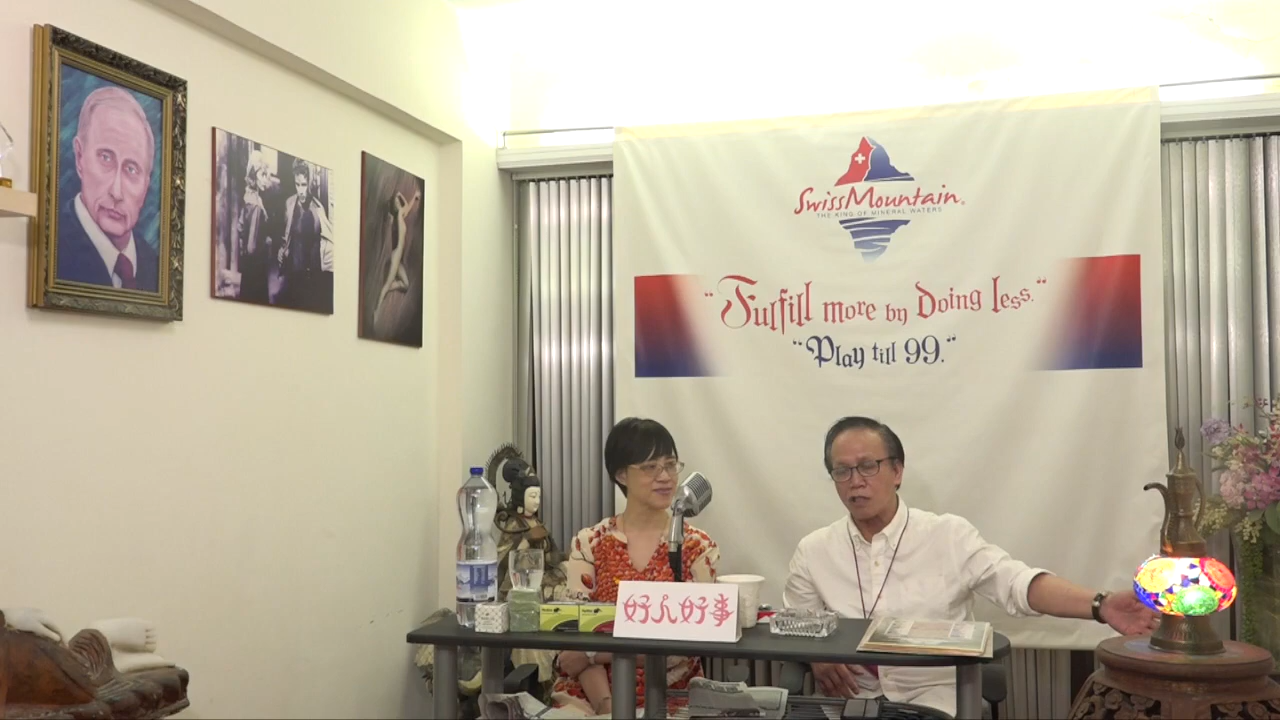 SwissMountain®
THE KING OF MINERAL WATERS
"Fulfill more by Doing less."
"Play till 99."
好人好事